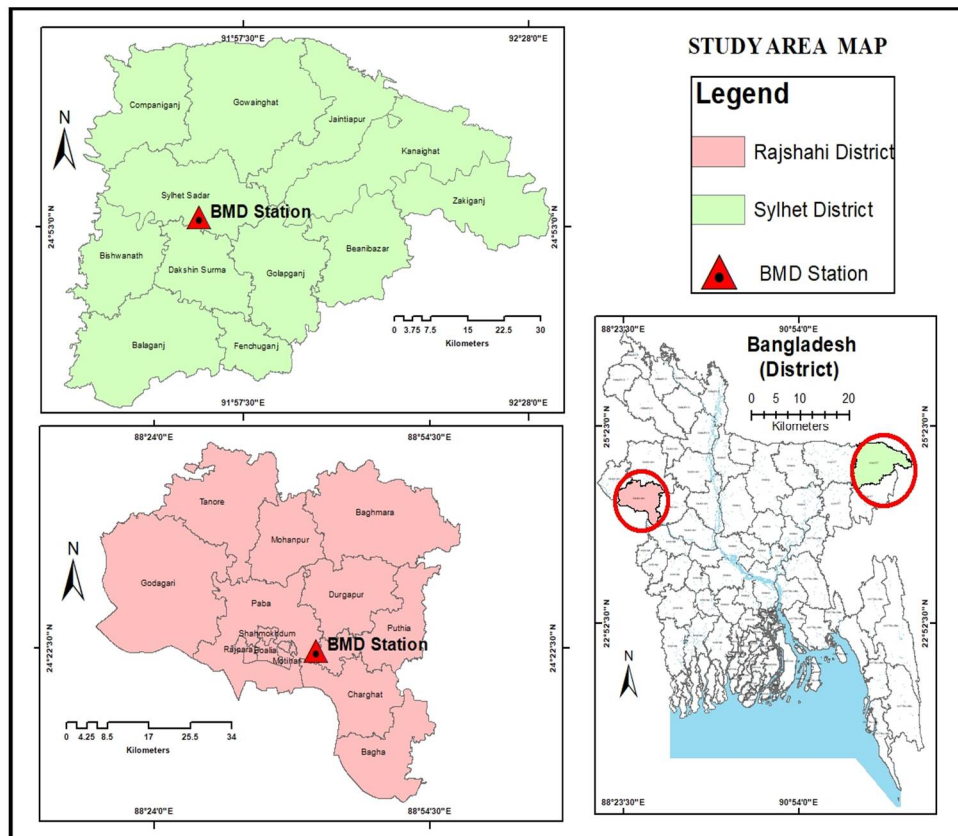 91°57'30"E
92°28'0"E
N
Companiganj
Gowainghat
Jaintiapur
Kanaighat
Zakiganj
Sylhet Sadar
BMD Station
24°53'0"N
24°53'0"N
Bishwanath
Dakshin Surma
Golapganj
Beanibazar
Balaganj
Fenchuganj
0 3.75 7.5 15 22.5 30
Kilometers
91°57'30"E
92°28'0"E
STUDY AREA MAP
Legend
Rajshahi District
Sylhet District
BMD Station
88°24'0"E
88°54'30"E
N
Tanore
Baghmara
Mohanpur
Godagari
Paba
Durgapur
Puthia
Shahmokhdum
Rajpara
Boalia
Motihar
BMD Station
24°22'30"N
24°22'30"N
Charghat
Bagha
0 4.25 8.5 17 25.5 34
Kilometers
88°24'0"E
88°54'30"E
88°23'30"E
90°54'0"E
Bangladesh
(District)
0 5 10 20
Kilometers
25°23'0"N
25°23'0"N
22°52'30"N
22°52'30"N
N
88°23'30"E
90°54'0"E